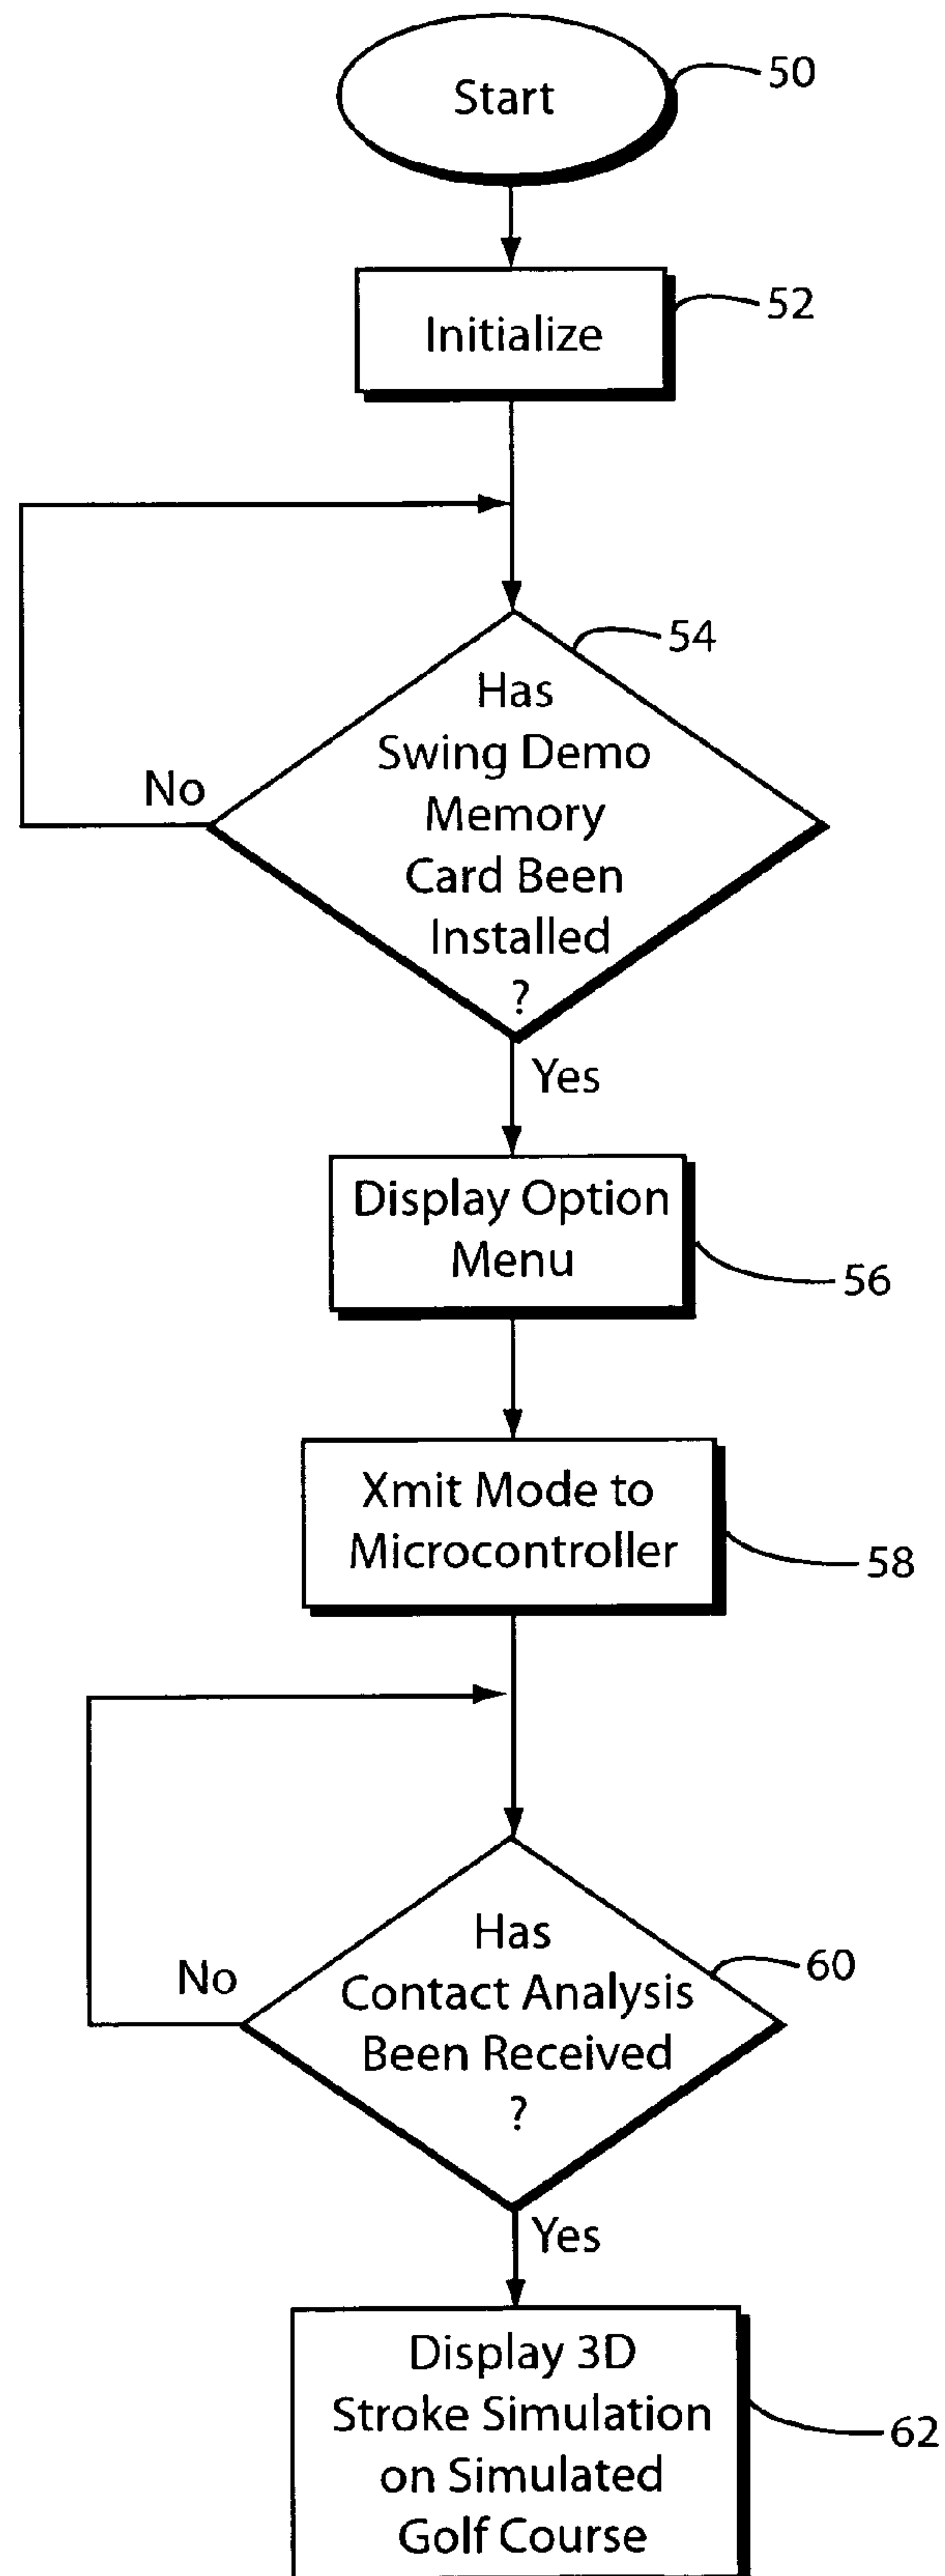 Start
50
Initialize
52
54
Has
Swing Demo
Memory
Card Been
Installed
?
No
Yes
Display Option
Menu
56
Xmit Mode to
Microcontroller
58
Has
Contact Analysis
Been Received
?
60
No
Yes
Display 3D
Stroke Simulation
on Simulated
Golf Course
62